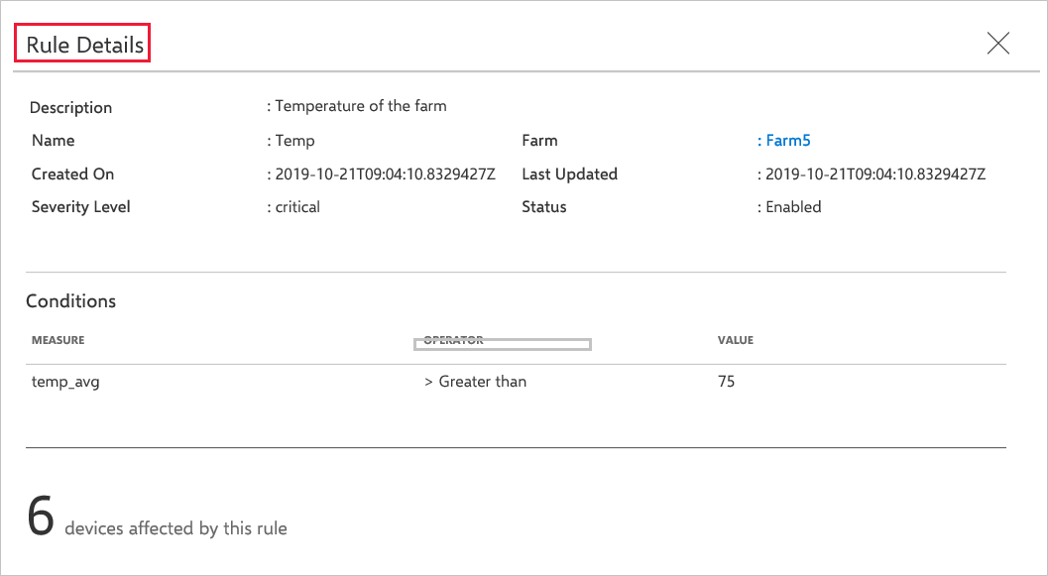 Rule Details
Description : Temperature of the farm
Name : Temp Farm : Farm5
Created On : 2019-10-21T09:04:10.8329427Z Last Updated : 2019-10-21T09:04:10.8329427Z
Severity Level : critical Status : Enabled
Conditions
MEASURE OPERATOR VALUE
temp_avg > Greater than 75
6 devices affected by this rule